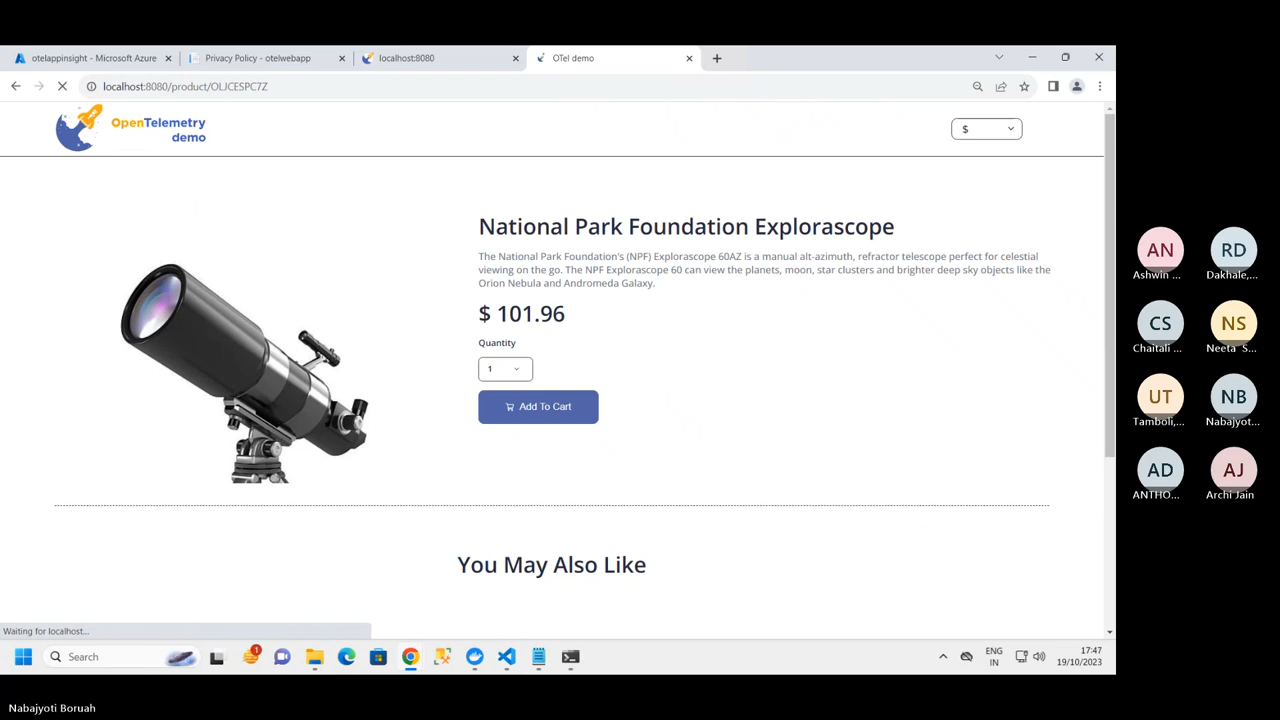 otelappinsight - Microsoft Azure
Privacy Policy - otelwebapp
localhost:8080
OTel demo
localhost:8080/product/OLJCESPC7Z
OpenTelemetry
demo
$
National Park Foundation Explorascope
The National Park Foundation's (NPF) Explorascope 60AZ is a manual alt-azimuth, refractor telescope perfect for celestial
viewing on the go. The NPF Explorascope 60 can view the planets, moon, star clusters and brighter deep sky objects like the
Orion Nebula and Andromeda Galaxy.
$ 101.96
Quantity
1
Add To Cart
You May Also Like
Waiting for localhost...
Search
1
ENG
IN
17:47
19/10/2023
AN
Ashwin ...
RD
Dakhale,...
CS
Chaitali ...
NS
Neeta S...
UT
Tamboli,...
NB
Nabajyot...
AD
ANTHO...
AJ
Archi Jain
Nabajyoti Boruah